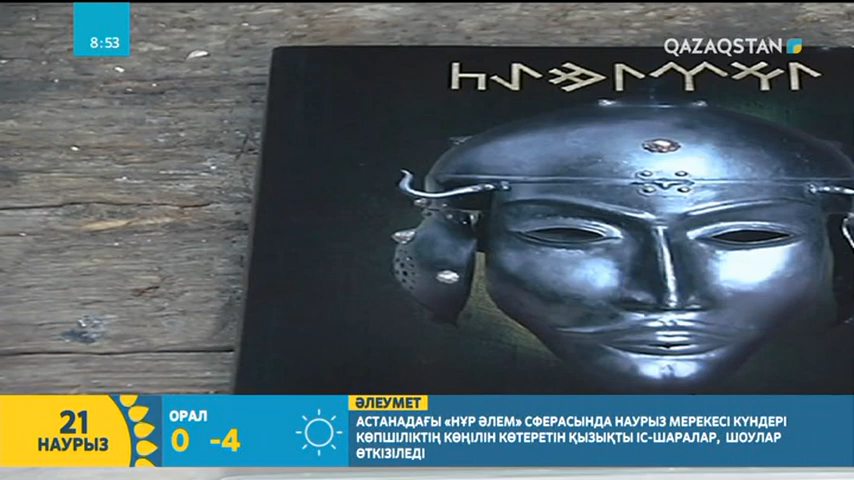 8:53
QAZAQSTAN
21
НАУРЫЗ
ОРАЛ
0 -4
ӘЛЕУМЕТ
АСТАНАДАҒЫ «НҰР ӘЛЕМ» СФЕРАСЫНДА НАУРЫЗ МЕРЕКЕСІ КҮНДЕРІ
КӨПШІЛІКТІҢ КӨҢІЛІН КӨТЕРЕТІН ҚЫЗЫҚТЫ ІС-ШАРАЛАР, ШОУЛАР
ӨТКІЗІЛЕДІ